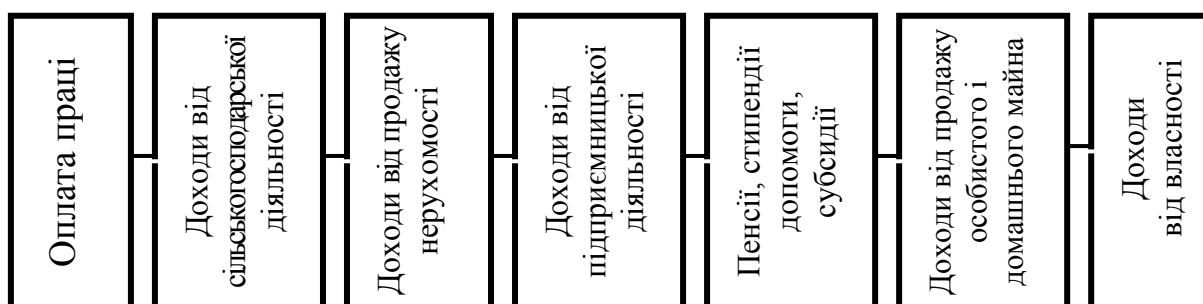 Оплата праці
Доходи від
сільськогосподарської
діяльності
Доходи від продажу
нерухомості
Доходи від
підприємницької
діяльності
Пенсії, стипендії
допомоги,
субсидії
Доходи від продажу
особистого і
домашнього майна
Доходи
від власності